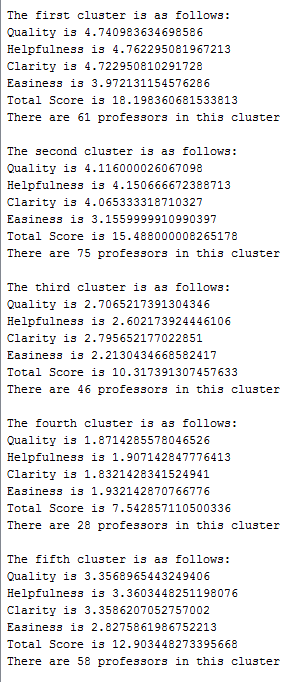 The first cluster is as follows:
Quality is 4.740983634698586
Helpfulness is 4.762295081967213
Clarity is 4.722950810291728
Easiness is 3.972131154576286
Total Score is 18.198360681533813
There are 61 professors in this cluster
The second cluster is as follows:
Quality is 4.116000026067098
Helpfulness is 4.150666672388713
Clarity is 4.065333318710327
Easiness is 3.1559999910990397
Total Score is 15.488000008265178
There are 75 professors in this cluster
The third cluster is as follows:
Quality is 2.7065217391304346
Helpfulness is 2.602173924446106
Clarity is 2.795652177022851
Easiness is 2.2130434668582417
Total Score is 10.317391307457633
There are 46 professors in this cluster
The fourth cluster is as follows:
Quality is 1.8714285578046526
Helpfulness is 1.907142847776413
Clarity is 1.8321428341524941
Easiness is 1.932142870766776
Total Score is 7.542857110500336
There are 28 professors in this cluster
The fifth cluster is as follows:
Quality is 3.3568965443249406
Helpfulness is 3.3603448251198076
Clarity is 3.3586207052757002
Easiness is 2.8275861986752213
Total Score is 12.903448273395668
There are 58 professors in this cluster